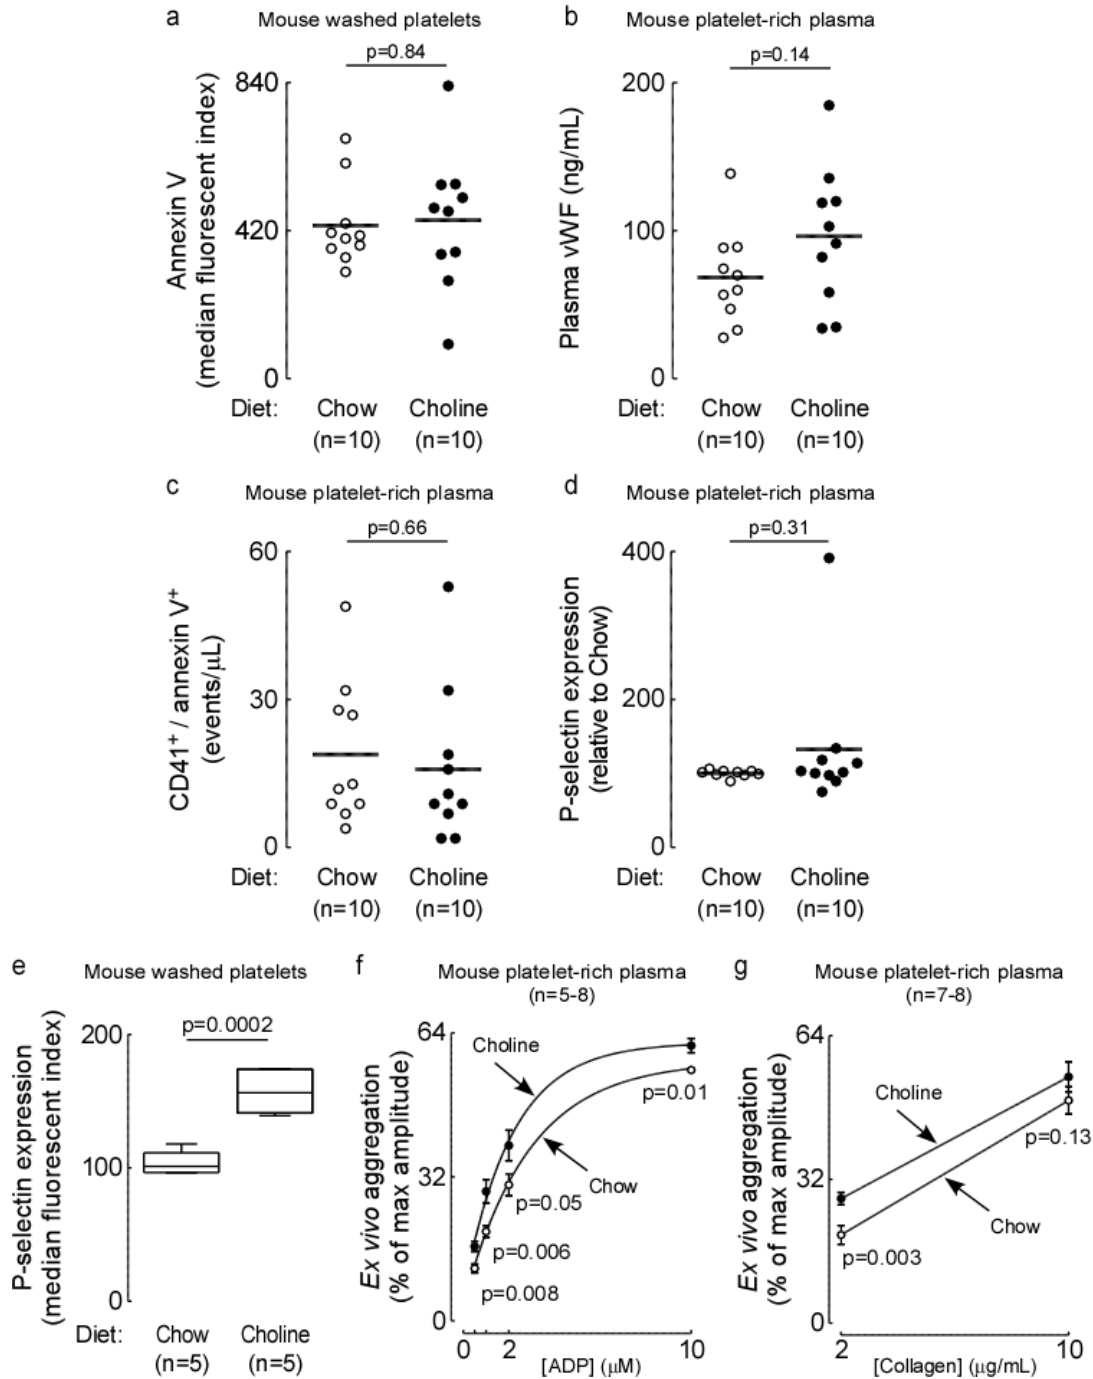 a Mouse washed platelets
p=0.84
Annexin V
(median fluorescent index)
840
420
0
Diet: Chow Choline
(n=10) (n=10)
b Mouse platelet-rich plasma
p=0.14
Plasma vWF (ng/mL)
200
100
0
Diet: Chow Choline
(n=10) (n=10)
c Mouse platelet-rich plasma
p=0.66
CD41⁺ / annexin V⁺
(events/μL)
60
30
0
Diet: Chow Choline
(n=10) (n=10)
d Mouse platelet-rich plasma
p=0.31
P-selectin expression
(relative to Chow)
400
200
0
Diet: Chow Choline
(n=10) (n=10)
e Mouse washed platelets
p=0.0002
P-selectin expression
(median fluorescent index)
200
100
0
Diet: Chow Choline
(n=5) (n=5)
f Mouse platelet-rich plasma
(n=5-8)
Ex vivo aggregation
(% of max amplitude)
64
32
0
Choline
Chow
p=0.01
p=0.05
p=0.006
p=0.008
0 2 10
[ADP] (μM)
g Mouse platelet-rich plasma
(n=7-8)
Ex vivo aggregation
(% of max amplitude)
64
32
0
Choline
Chow
p=0.13
p=0.003
2 10
[Collagen] (μg/mL)